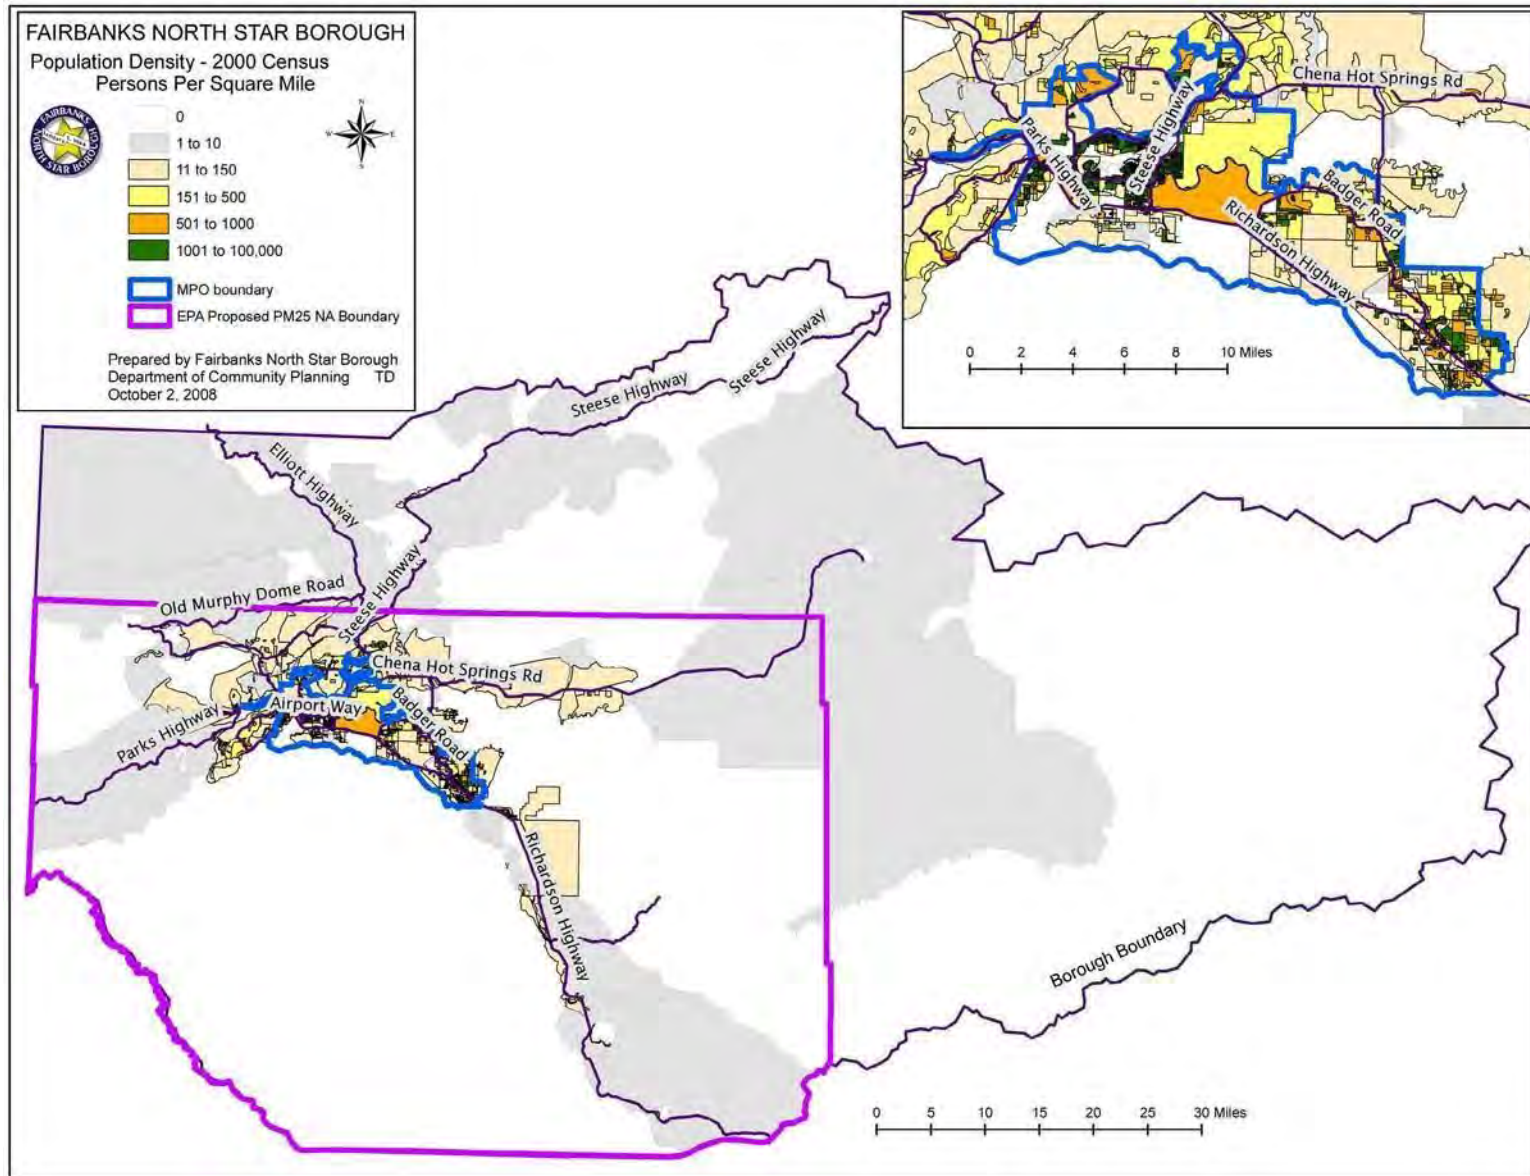 FAIRBANKS NORTH STAR BOROUGH
Population Density - 2000 Census
Persons Per Square Mile
0
1 to 10
11 to 150
151 to 500
501 to 1000
1001 to 100,000
MPO boundary
EPA Proposed PM25 NA Boundary
Prepared by Fairbanks North Star Borough
Department of Community Planning TD
October 2, 2008
FAIRBANKS
NORTH STAR BOROUGH
N
W
E
S
Chena Hot Springs Rd
Parks Highway
Steese Highway
Badger Road
Richardson Highway
0 2 4 6 8 10 Miles
Steese Highway
Steese Highway
Elliott Highway
Steese Highway
Old Murphy Dome Road
Chena Hot Springs Rd
Airport Way
Badger Road
Parks Highway
Richardson Highway
Borough Boundary
0 5 10 15 20 25 30 Miles